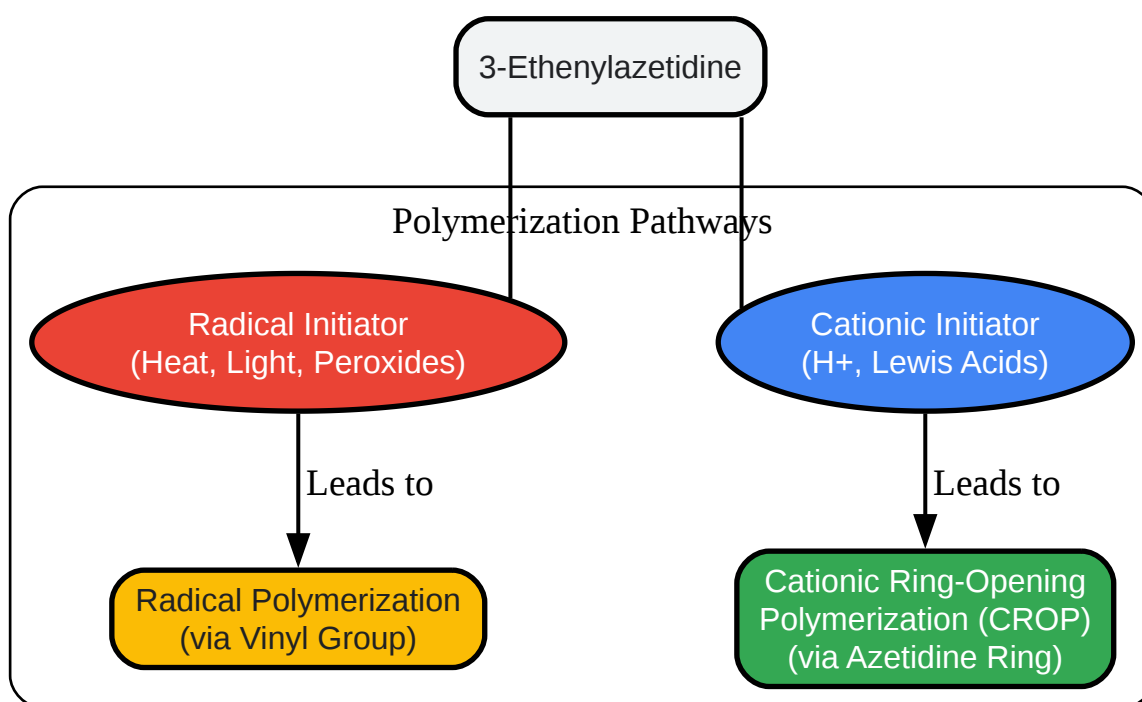 3-Ethenylazetidine
Polymerization Pathways
Radical Initiator
(Heat, Light, Peroxides)
Cationic Initiator
(H+, Lewis Acids)
Leads to
Leads to
Radical Polymerization
(via Vinyl Group)
Cationic Ring-Opening
Polymerization (CROP)
(via Azetidine Ring)